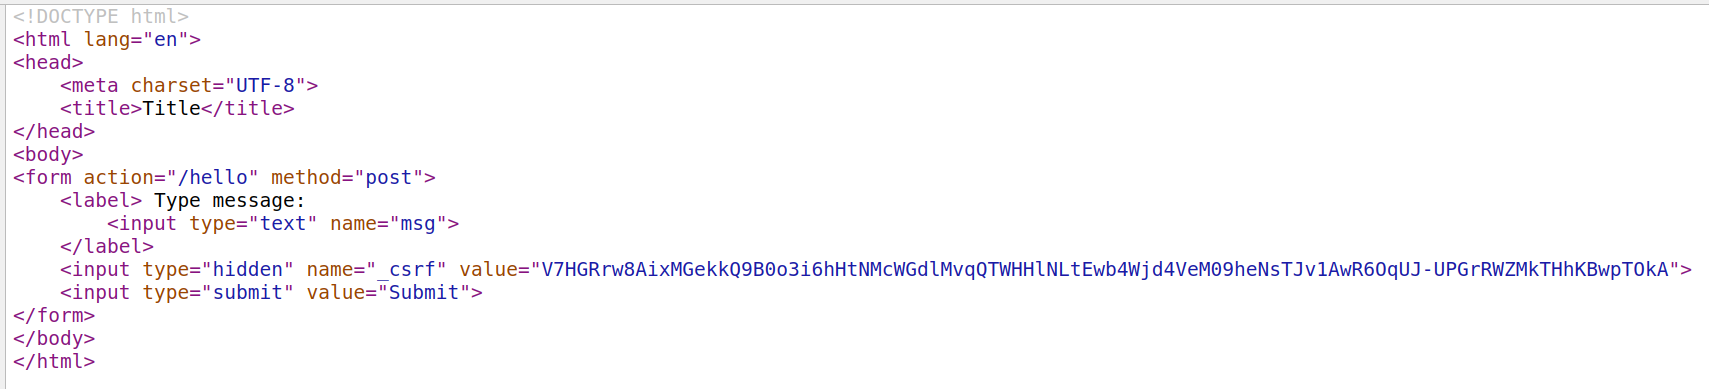 <!DOCTYPE html>
<html lang="en">
<head>
    <meta charset="UTF-8">
    <title>Title</title>
</head>
<body>
<form action="/hello" method="post">
    <label> Type message:
        <input type="text" name="msg">
    </label>
    <input type="hidden" name="_csrf" value="V7HGRrw8AixMGekkQ9B0o3i6hHtNMcWGdlMvqQTWHHlNLtEwb4Wjd4VeM09heNsTJv1AwR6OqUJ-UPGrRWZMkTHhKBwpTOkA">
    <input type="submit" value="Submit">
</form>
</body>
</html>